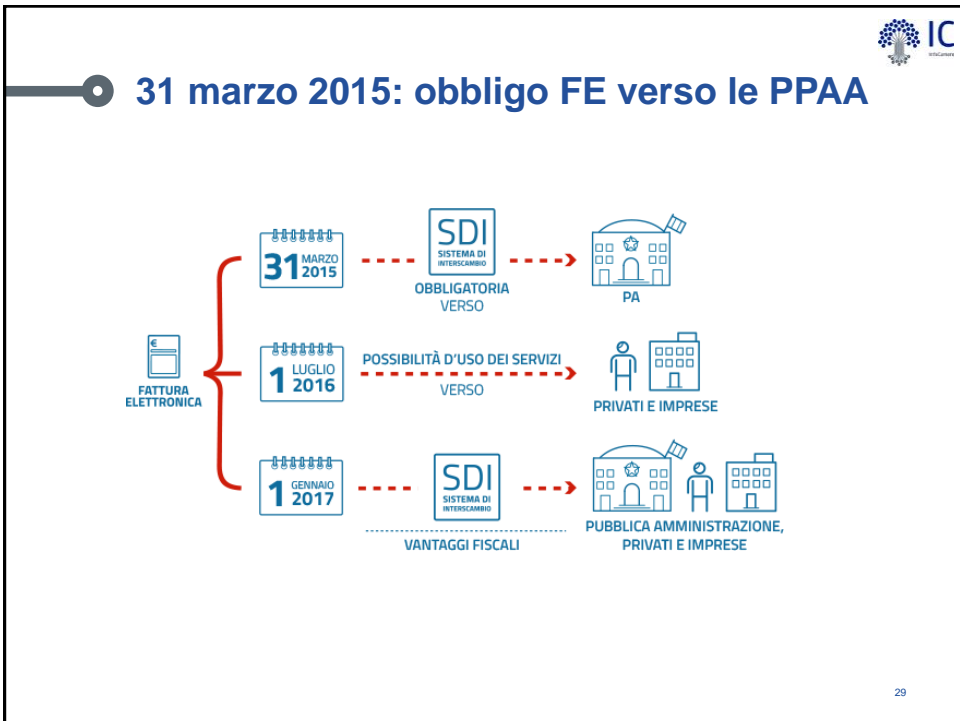 IC
InfoCamere
31 marzo 2015: obbligo FE verso le PPAA
31 MARZO 2015
SDI
SISTEMA DI
INTERSCAMBIO
OBBLIGATORIA
VERSO
PA
€
FATTURA
ELETTRONICA
1 LUGLIO 2016
POSSIBILITÀ D'USO DEI SERVIZI
VERSO
PRIVATI E IMPRESE
1 GENNAIO 2017
SDI
SISTEMA DI
INTERSCAMBIO
VANTAGGI FISCALI
PUBBLICA AMMINISTRAZIONE,
PRIVATI E IMPRESE
29